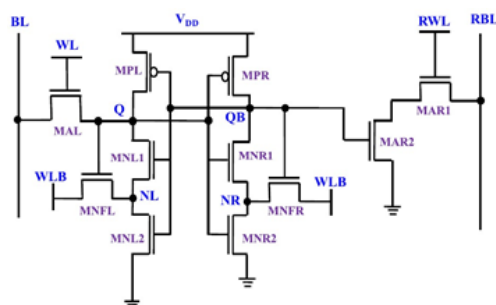 BL
WL
V_DD
RWL
RBL
MPL
MPR
MAR1
Q
QB
MAL
MAR2
MNL1
MNR1
WLB
NL
NR
WLB
MNFL
MNFR
MNL2
MNR2